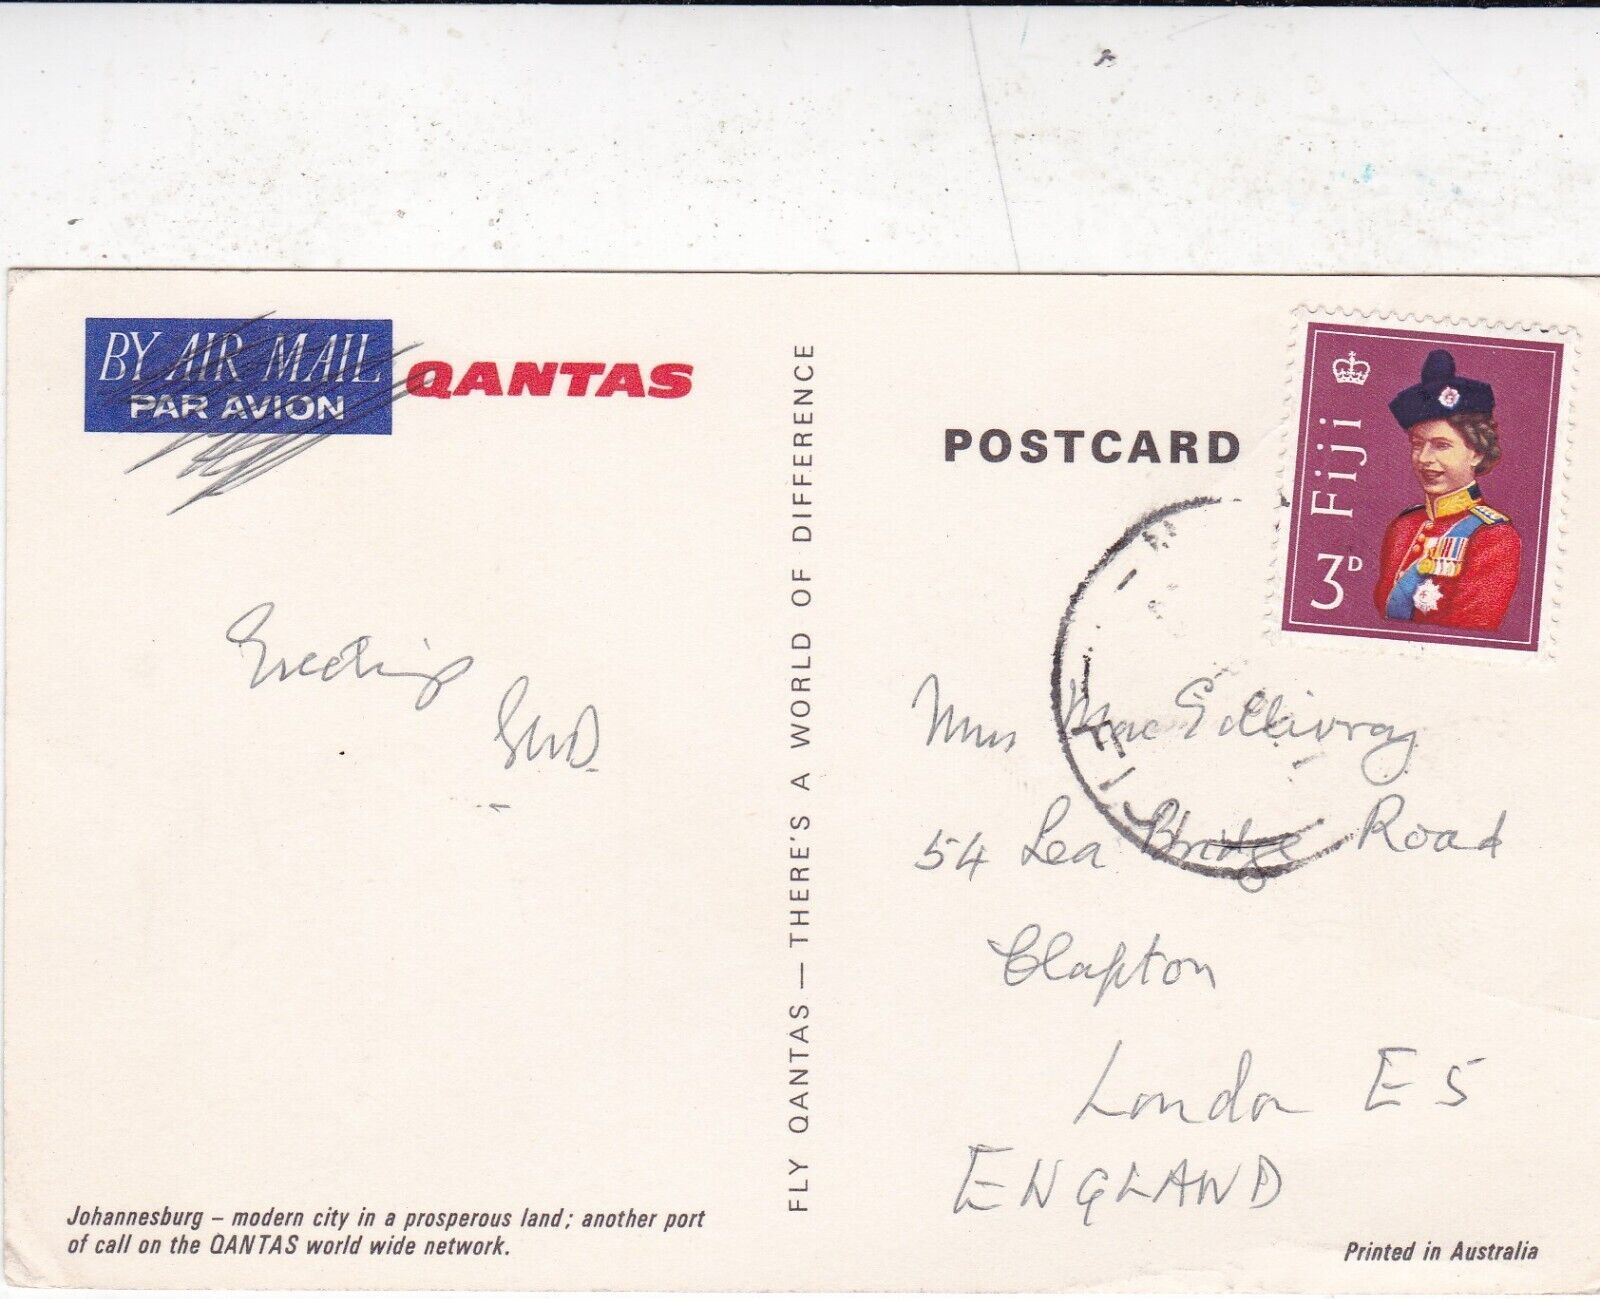 BY AIR MAIL
PAR AVION
QANTAS
Greetings
Johannesburg – modern city in a prosperous land; another port
of call on the QANTAS world wide network.
FLY QANTAS — THERE'S A WORLD OF DIFFERENCE
POSTCARD
Fiji
3D
FIJI
Mrs MacGillivray
54 Lea Bridge Road
Clapton
London E5
ENGLAND
Printed in Australia